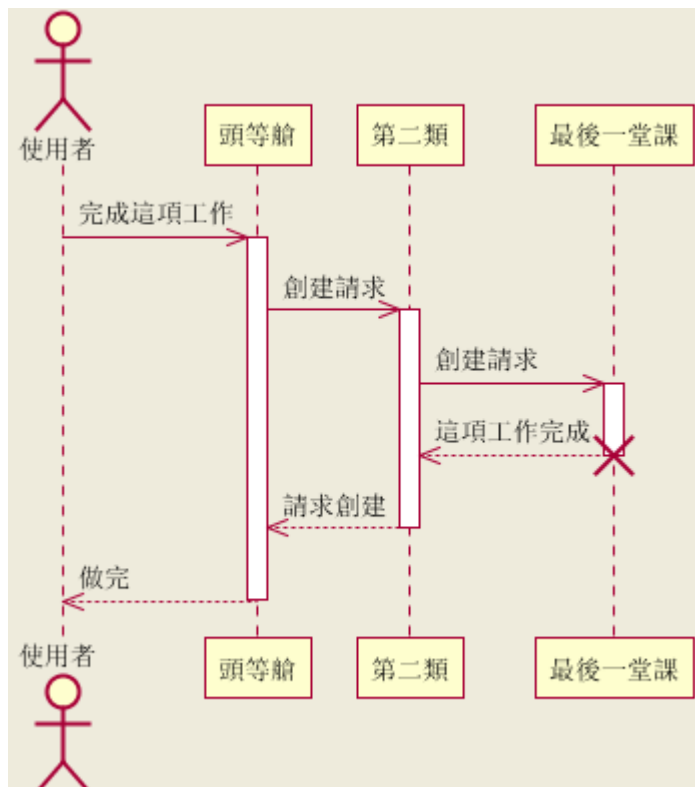 使用者
頭等艙
第二類
最後一堂課
完成這項工作
創建請求
創建請求
這項工作完成
請求創建
做完
使用者
頭等艙
第二類
最後一堂課